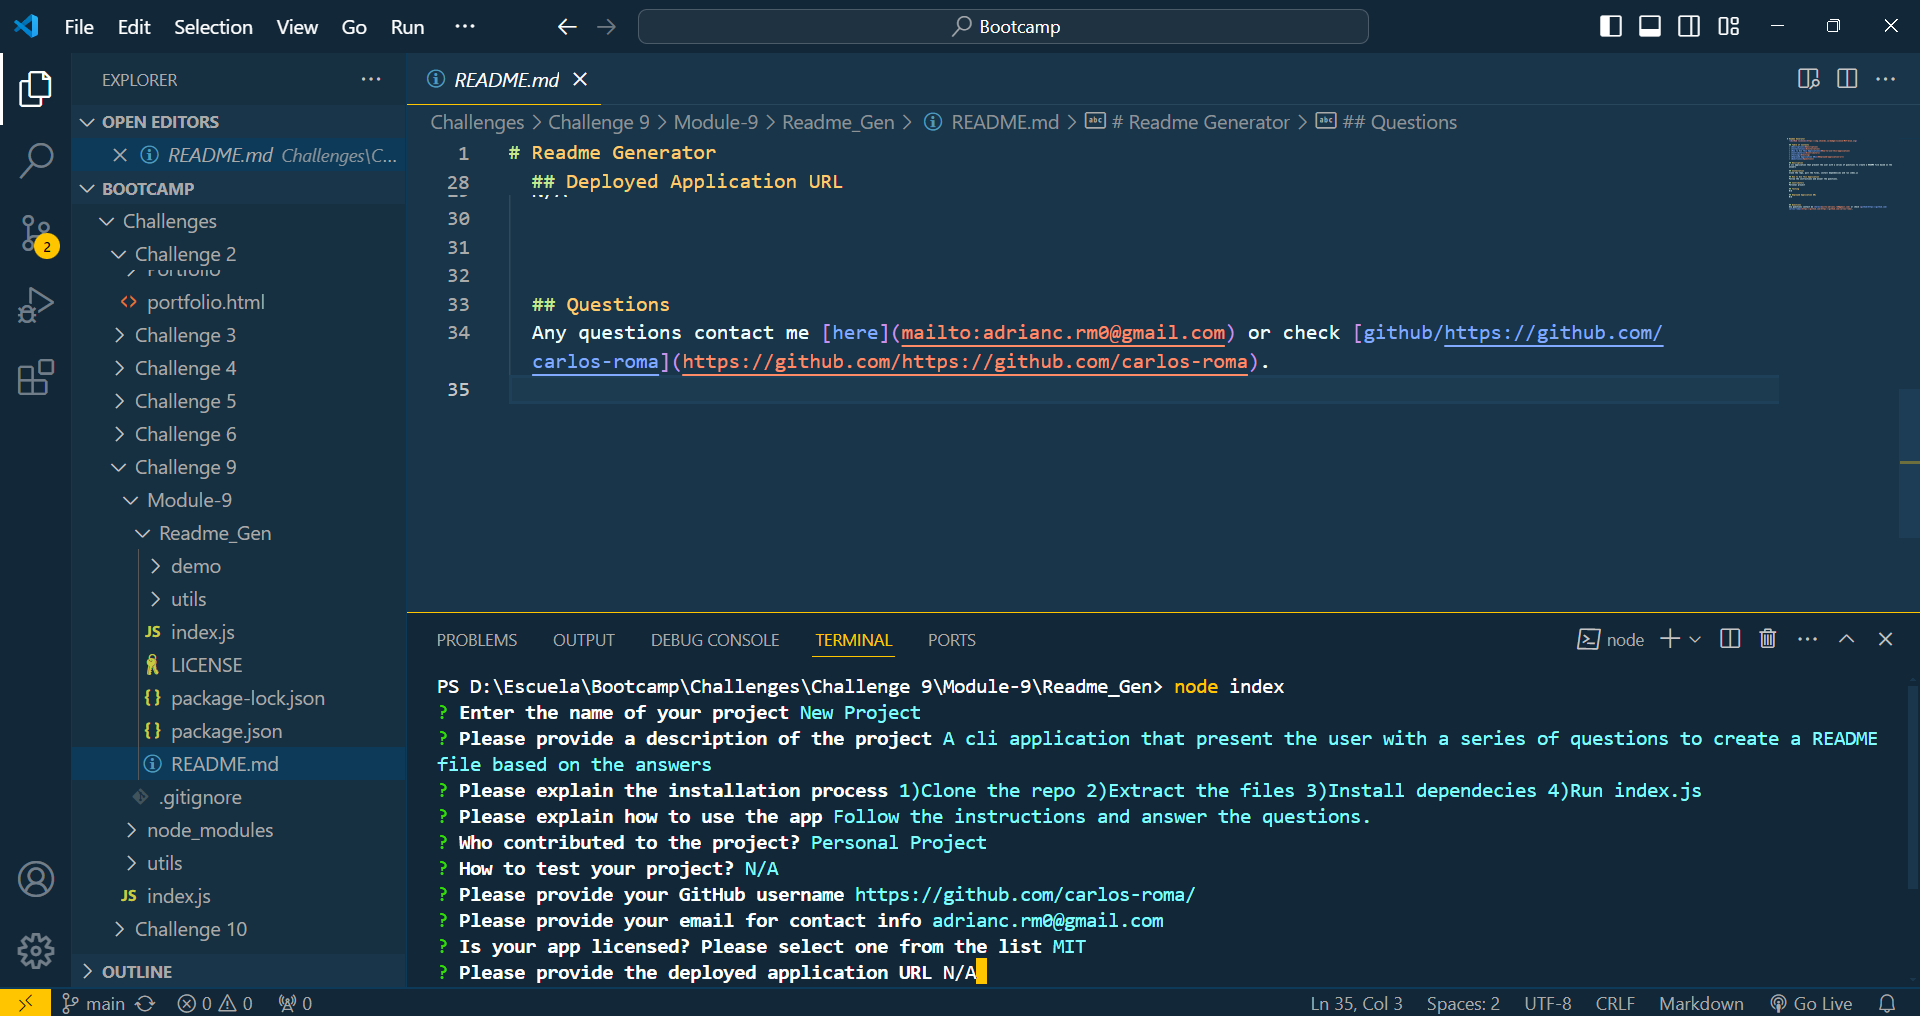 File Edit Selection View Go Run ··· Bootcamp
EXPLORER ···
OPEN EDITORS
README.md Challenges\C...
BOOTCAMP
Challenges
Challenge 2
Portfolio
portfolio.html
Challenge 3
Challenge 4
Challenge 5
Challenge 6
Challenge 9
Module-9
Readme_Gen
demo
utils
JS index.js
LICENSE
{} package-lock.json
{} package.json
README.md
.gitignore
node_modules
utils
JS index.js
Challenge 10
OUTLINE
2
README.md
Challenges > Challenge 9 > Module-9 > Readme_Gen > README.md > # Readme Generator > ## Questions
1 # Readme Generator
28 ## Deployed Application URL
29 N/A
30
31
32
33 ## Questions
34 Any questions contact me [here](mailto:adrianc.rm0@gmail.com) or check [github/https://github.com/
carlos-roma](https://github.com/https://github.com/carlos-roma).
35
PROBLEMS OUTPUT DEBUG CONSOLE TERMINAL PORTS node
PS D:\Escuela\Bootcamp\Challenges\Challenge 9\Module-9\Readme_Gen> node index
? Enter the name of your project New Project
? Please provide a description of the project A cli application that present the user with a series of questions to create a README
file based on the answers
? Please explain the installation process 1)Clone the repo 2)Extract the files 3)Install dependecies 4)Run index.js
? Please explain how to use the app Follow the instructions and answer the questions.
? Who contributed to the project? Personal Project
? How to test your project? N/A
? Please provide your GitHub username https://github.com/carlos-roma/
? Please provide your email for contact info adrianc.rm0@gmail.com
? Is your app licensed? Please select one from the list MIT
? Please provide the deployed application URL N/A
main 0 0 0 Ln 35, Col 3 Spaces: 2 UTF-8 CRLF Markdown Go Live